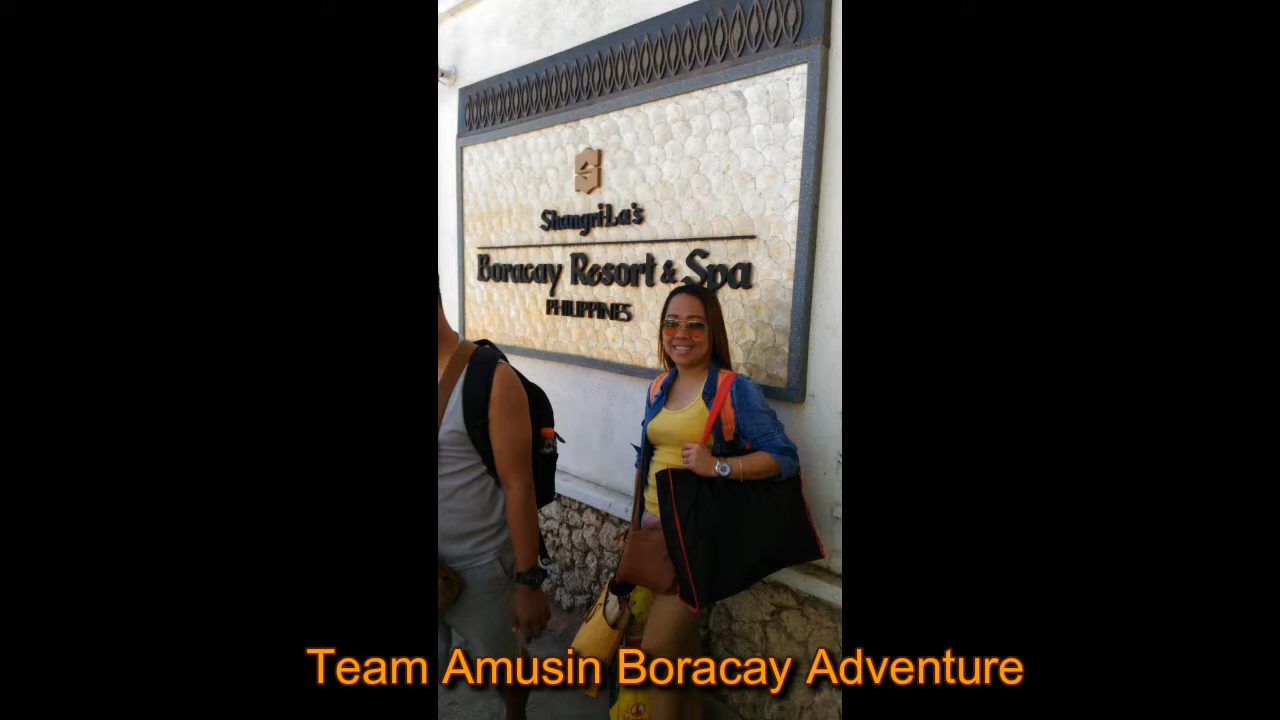 Shangri-La's
Boracay Resort & Spa
PHILIPPINES
Team Amusin Boracay Adventure